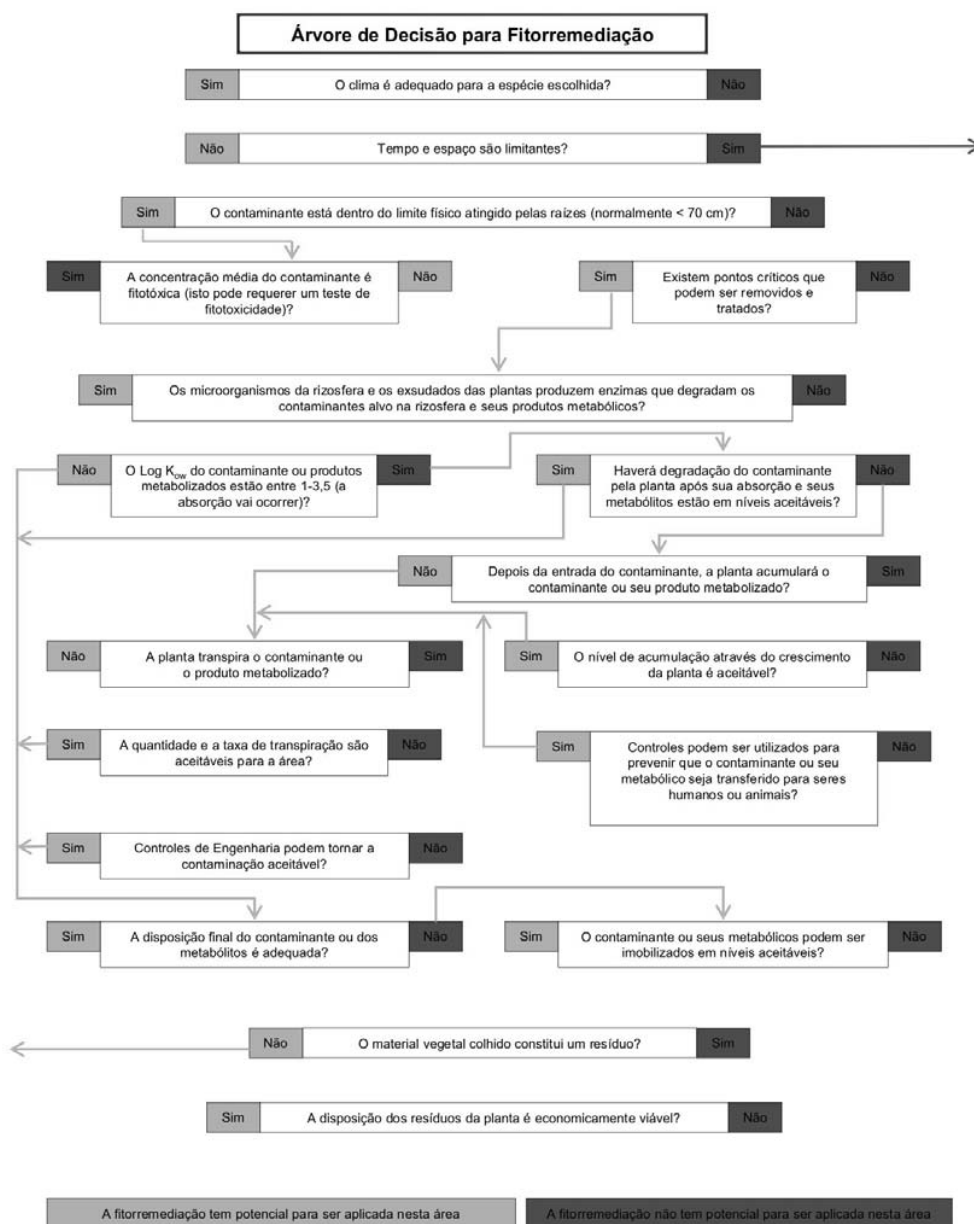 Árvore de Decisão para Fitorremediação
Sim
O clima é adequado para a espécie escolhida?
Não
Não
Tempo e espaço são limitantes?
Sim
Sim
O contaminante está dentro do limite físico atingido pelas raízes (normalmente < 70 cm)?
Não
Sim
A concentração média do contaminante é
fitotóxica (isto pode requerer um teste de
fitotoxicidade)?
Não
Sim
Existem pontos críticos que
podem ser removidos e
tratados?
Não
Sim
Os microorganismos da rizosfera e os exsudados das plantas produzem enzimas que degradam os
contaminantes alvo na rizosfera e seus produtos metabólicos?
Não
Não
O Log Kow do contaminante ou produtos
metabolizados estão entre 1-3,5 (a
absorção vai ocorrer)?
Sim
Sim
Haverá degradação do contaminante
pela planta após sua absorção e seus
metabólitos estão em níveis aceitáveis?
Não
Não
Depois da entrada do contaminante, a planta acumulará o
contaminante ou seu produto metabolizado?
Sim
Não
A planta transpira o contaminante ou
o produto metabolizado?
Sim
Sim
O nível de acumulação através do crescimento
da planta é aceitável?
Não
Sim
A quantidade e a taxa de transpiração são
aceitáveis para a área?
Não
Sim
Controles podem ser utilizados para
prevenir que o contaminante ou seu
metabólico seja transferido para seres
humanos ou animais?
Não
Sim
Controles de Engenharia podem tornar a
contaminação aceitável?
Não
Sim
A disposição final do contaminante ou dos
metabólitos é adequada?
Não
Sim
O contaminante ou seus metabólicos podem ser
imobilizados em níveis aceitáveis?
Não
Não
O material vegetal colhido constitui um resíduo?
Sim
Sim
A disposição dos resíduos da planta é economicamente viável?
Não
A fitorremediação tem potencial para ser aplicada nesta área
A fitorremediação não tem potencial para ser aplicada nesta área